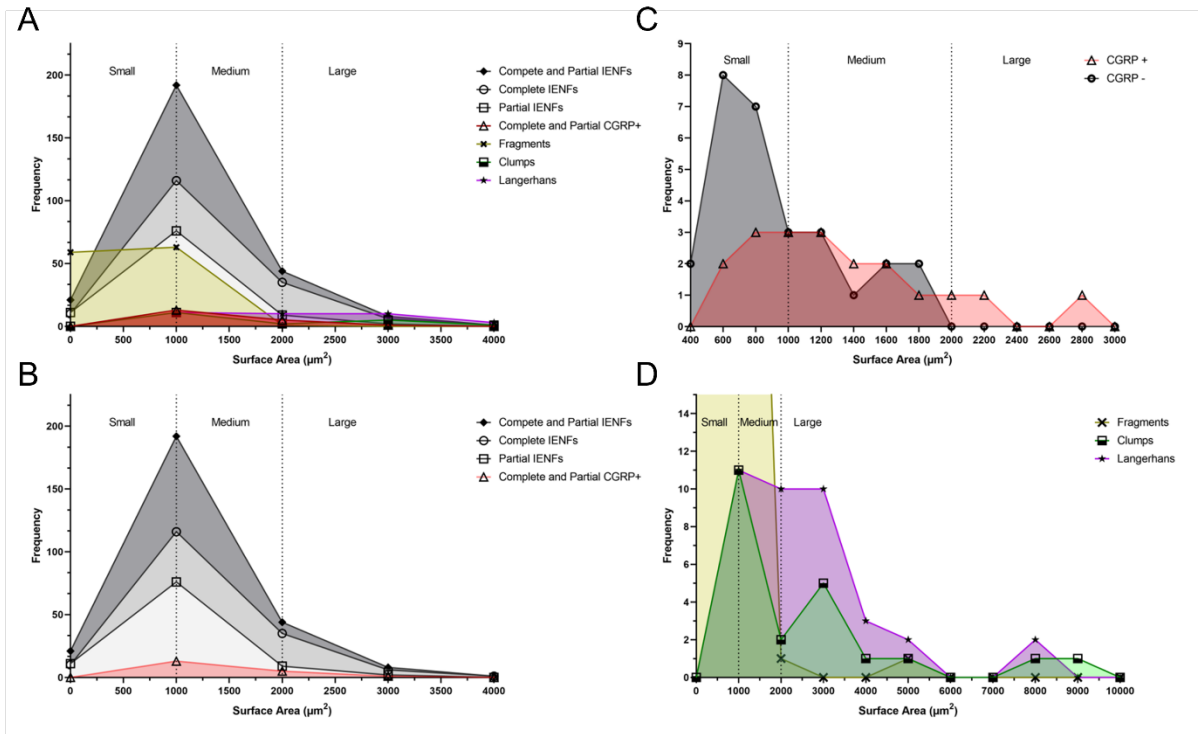 A
Small Medium Large
200
150
100
50
0
Frequency
0 500 1000 1500 2000 2500 3000 3500 4000
Surface Area (µm²)
Compete and Partial IENFs
Complete IENFs
Partial IENFs
Complete and Partial CGRP+
Fragments
Clumps
Langerhans
C
Small Medium Large
9
8
7
6
5
4
3
2
1
0
Frequency
400 600 800 1000 1200 1400 1600 1800 2000 2200 2400 2600 2800 3000
Surface Area (µm²)
CGRP +
CGRP -
B
Small Medium Large
200
150
100
50
0
Frequency
0 500 1000 1500 2000 2500 3000 3500 4000
Surface Area (µm²)
Compete and Partial IENFs
Complete IENFs
Partial IENFs
Complete and Partial CGRP+
D
Small Medium Large
14
12
10
8
6
4
2
0
Frequency
0 1000 2000 3000 4000 5000 6000 7000 8000 9000 10000
Surface Area (µm²)
Fragments
Clumps
Langerhans